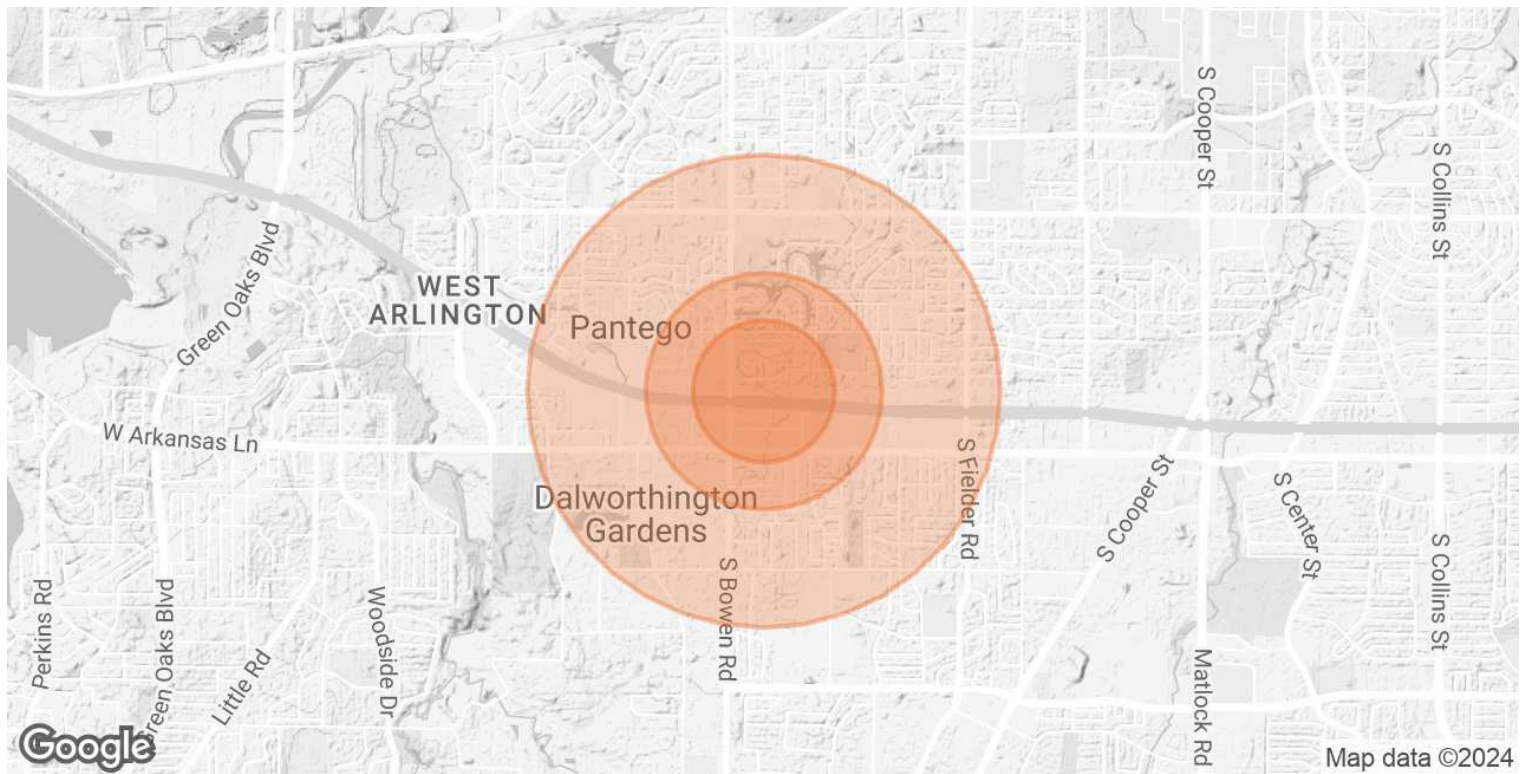 S Cooper St
S Collins St
Green Oaks Blvd
WEST
ARLINGTON
Pantego
W Arkansas Ln
S Fielder Rd
S Cooper St
S Center St
Dalworthington
Gardens
S Bowen Rd
S Collins St
Perkins Rd
Green Oaks Blvd
Little Rd
Woodside Dr
Matlock Rd
Google
Map data ©2024